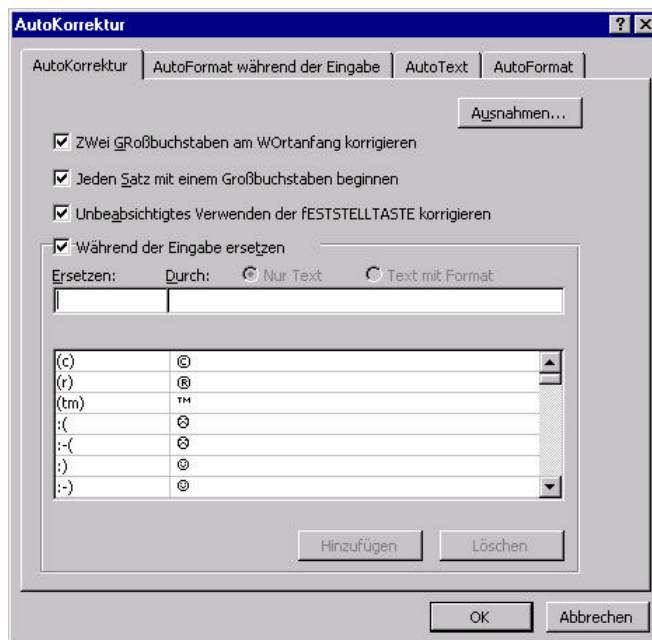 AutoKorrektur
AutoKorrektur AutoFormat während der Eingabe AutoText AutoFormat
Ausnahmen...
ZWei GRoßbuchstaben am WOrtanfang korrigieren
Jeden Satz mit einem Großbuchstaben beginnen
Unbeabsichtigtes Verwenden der fESTSTELLTASTE korrigieren
Während der Eingabe ersetzen
Ersetzen: Durch: Nur Text Text mit Format
(c) ©
(r) ®
(tm) ™
:( ☹
:-( ☹
:) ☺
:-) ☺
Hinzufügen Löschen
OK Abbrechen